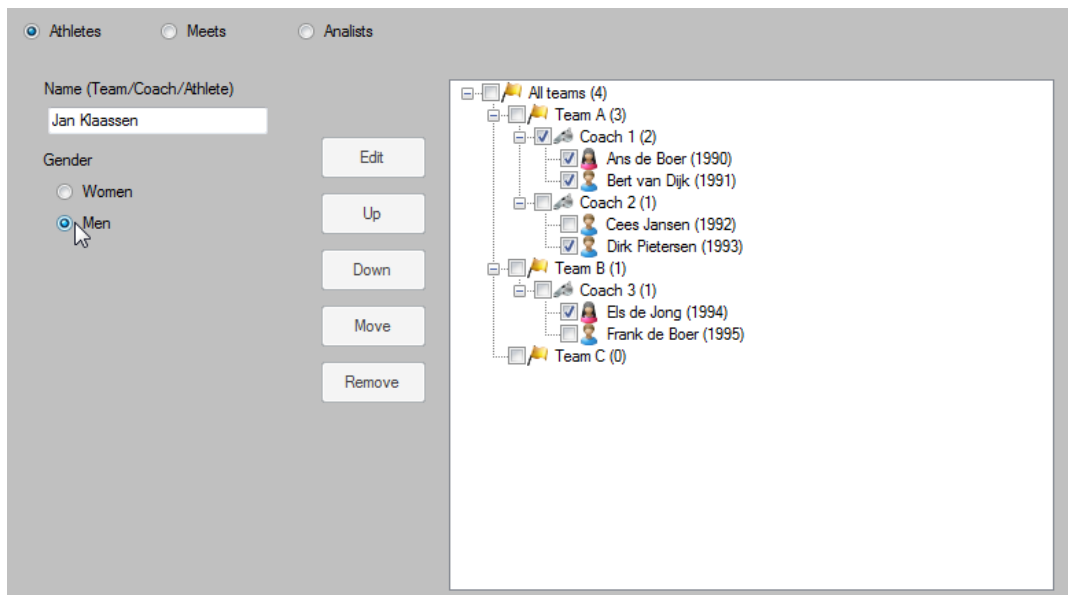 Athletes Meets Analists
Name (Team/Coach/Athlete)
Jan Klaassen
Gender
Women
Men
Edit
Up
Down
Move
Remove
All teams (4)
Team A (3)
Coach 1 (2)
Ans de Boer (1990)
Bert van Dijk (1991)
Coach 2 (1)
Cees Jansen (1992)
Dirk Pietersen (1993)
Team B (1)
Coach 3 (1)
Els de Jong (1994)
Frank de Boer (1995)
Team C (0)